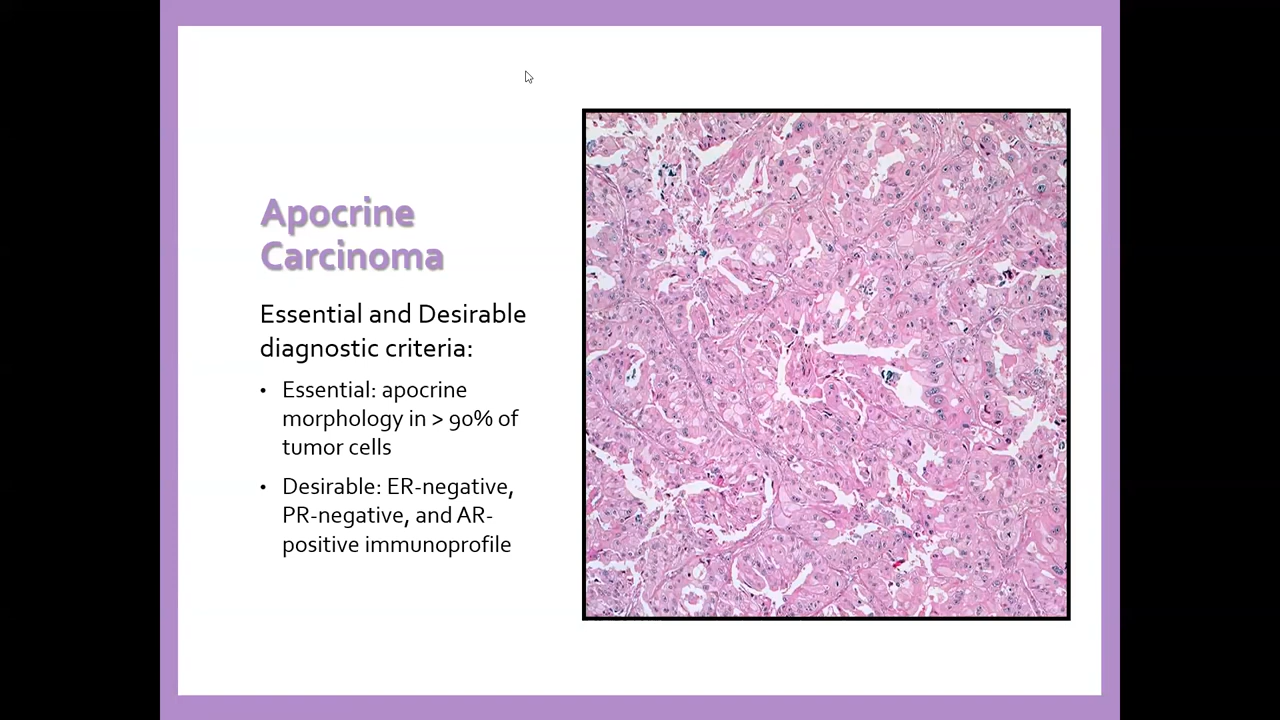 Apocrine
Carcinoma
Essential and Desirable
diagnostic criteria:
• Essential: apocrine
morphology in > 90% of
tumor cells
• Desirable: ER-negative,
PR-negative, and AR-
positive immunoprofile